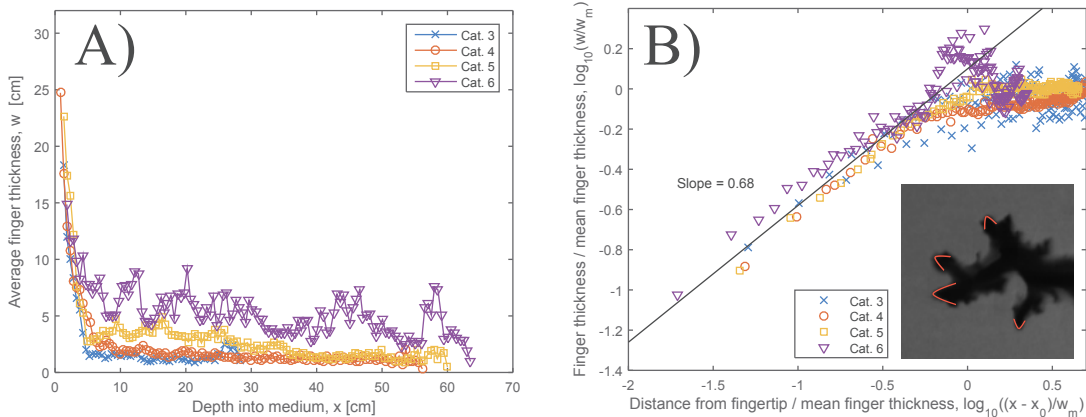 A)
Cat. 3
Cat. 4
Cat. 5
Cat. 6
30
25
20
15
10
5
0
Average finger thickness, w [cm]
0 10 20 30 40 50 60 70
Depth into medium, x [cm]
B)
0.2
0
-0.2
-0.4
-0.6
-0.8
-1
-1.2
-1.4
Finger thickness / mean finger thickness, log10(w/wm)
Slope = 0.68
Cat. 3
Cat. 4
Cat. 5
Cat. 6
-2 -1.5 -1 -0.5 0 0.5
Distance from fingertip / mean finger thickness, log10((x - x0)/wm)